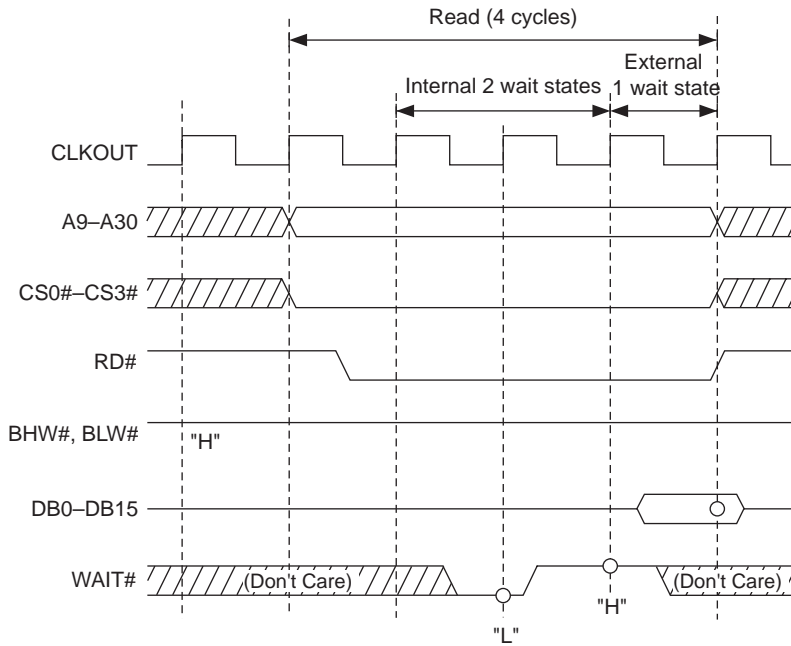 Read (4 cycles)
Internal 2 wait states
External
1 wait state
CLKOUT
A9–A30
CS0#–CS3#
RD#
BHW#, BLW#
"H"
DB0–DB15
WAIT#
(Don't Care)
(Don't Care)
"H"
"L"